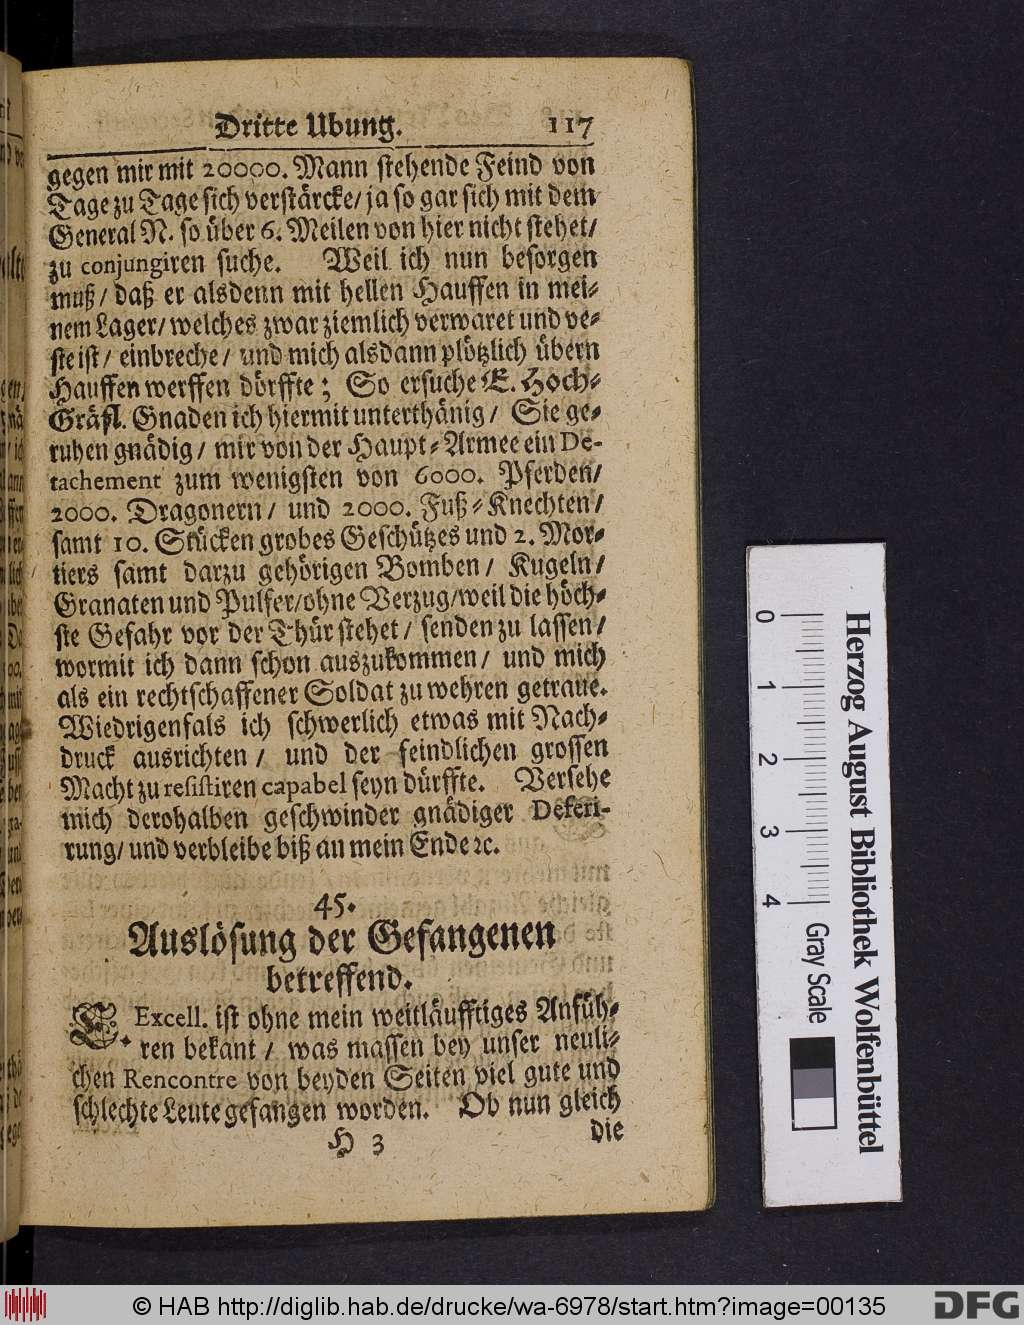 Dritte Ubung. 117
gegen mir mit 20000. Mann stehende Feind von
Tage zu Tage sich verstärcke/ ja so gar sich mit dem
General N. so über 6. Meilen von hier nicht stehet/
zu conjungiren suche. Weil ich nun besorgen
muß/ daß er alsdenn mit hellen Hauffen in mei-
nem Lager/ welches zwar ziemlich verwaret und ve-
ste ist/ einbreche/ und mich alsdann plötzlich übern
Hauffen werffen dörffte; So ersuche E. Hoch-
Gräfl. Gnaden ich hiermit unterthänig/ Sie ge-
ruhen gnädig/ mir von der Haupt-Armee ein De-
tachement zum wenigsten von 6000. Pferden/
2000. Dragonern/ und 2000. Fuß-Knechten/
samt 10. Stücken grobes Geschützes und 2. Mor-
tiers samt darzu gehörigen Bomben/ Kugeln/
Granaten und Pulfer/ ohne Verzug/ weil die höch-
ste Gefahr vor der Thür stehet/ senden zu lassen/
wormit ich dann schon auszukommen/ und mich
als ein rechtschaffener Soldat zu wehren getraue.
Wiedrigenfals ich schwerlich etwas mit Nach-
druck ausrichten/ und der feindlichen grossen
Macht zu resistiren capabel seyn dürffte. Versehe
mich derohalben geschwinder gnädiger Deferi-
rung/ und verbleibe biß an mein Ende ꝛc.
45.
Auslösung der Gefangenen
betreffend.
E. Excell. ist ohne mein weitläufftiges Anfüh-
ren bekant/ was massen bey unser neuli-
chen Rencontre von beyden Seiten viel gute und
schlechte Leute gefangen worden. Ob nun gleich
H 3 die
Herzog August Bibliothek Wolfenbüttel
0 1 2 3 4 Gray Scale
© HAB http://diglib.hab.de/drucke/wa-6978/start.htm?image=00135
DFG